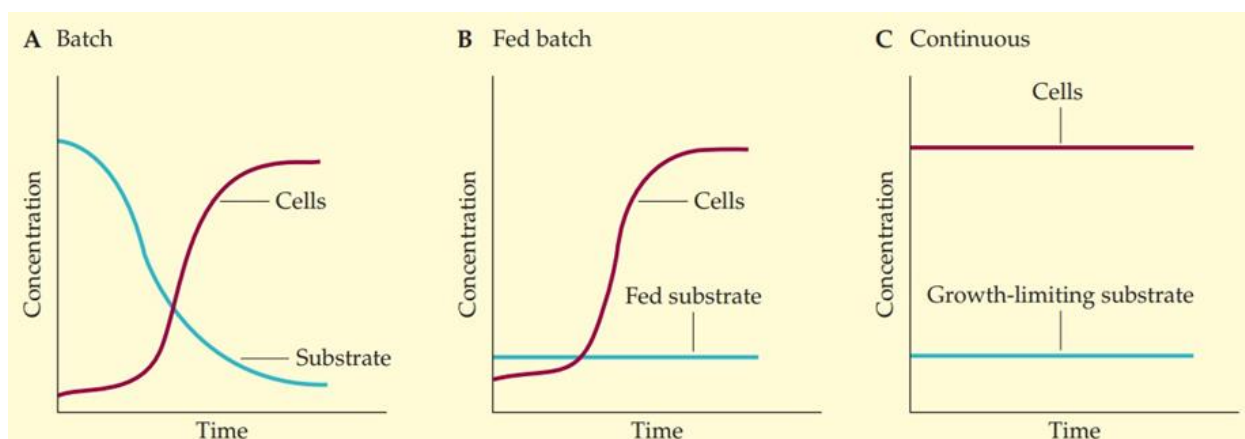 A Batch
Concentration
Cells
Substrate
Time
B Fed batch
Concentration
Cells
Fed substrate
Time
C Continuous
Concentration
Cells
Growth-limiting substrate
Time